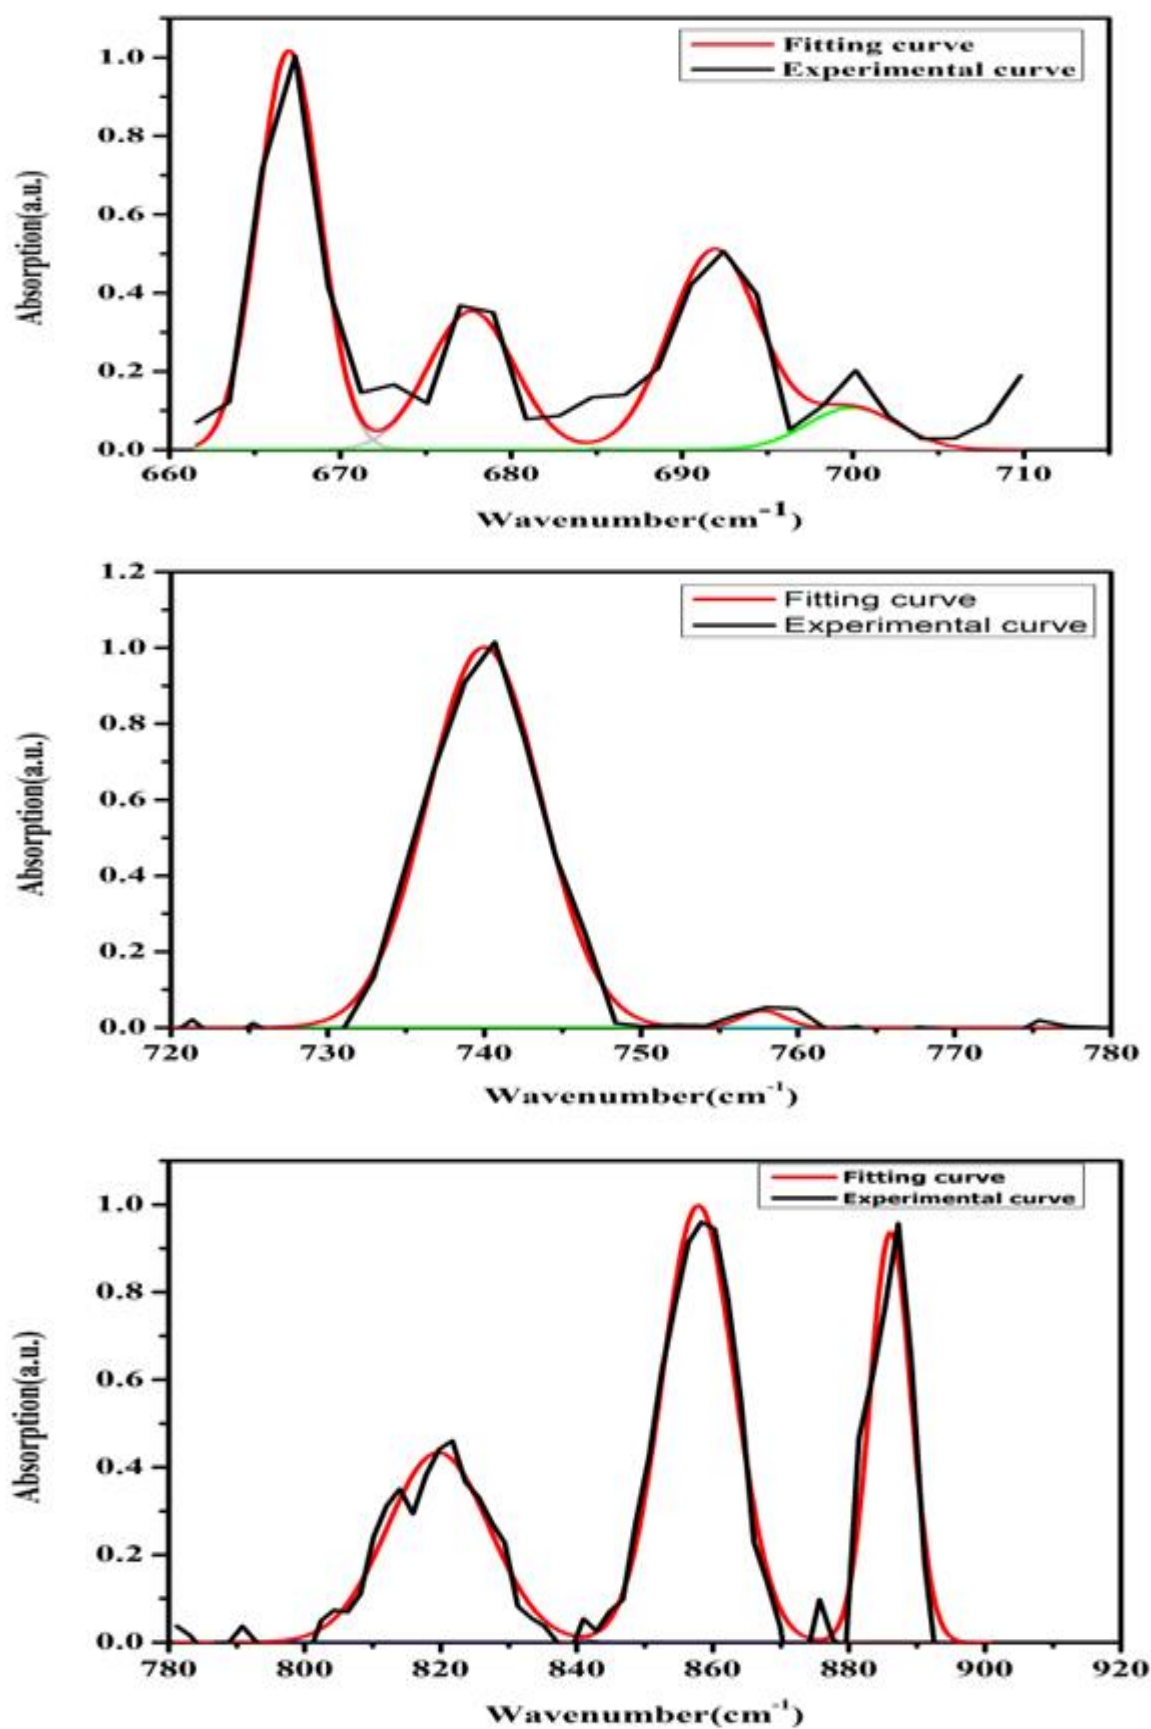 Fitting curve
Experimental curve
1.0
0.8
0.6
0.4
0.2
0.0
Absorption(a.u.)
660 670 680 690 700 710
Wavenumber(cm-1)
Fitting curve
Experimental curve
1.2
1.0
0.8
0.6
0.4
0.2
0.0
Absorption(a.u.)
720 730 740 750 760 770 780
Wavenumber(cm-1)
Fitting curve
Experimental curve
1.0
0.8
0.6
0.4
0.2
0.0
Absorption(a.u.)
780 800 820 840 860 880 900 920
Wavenumber(cm-1)